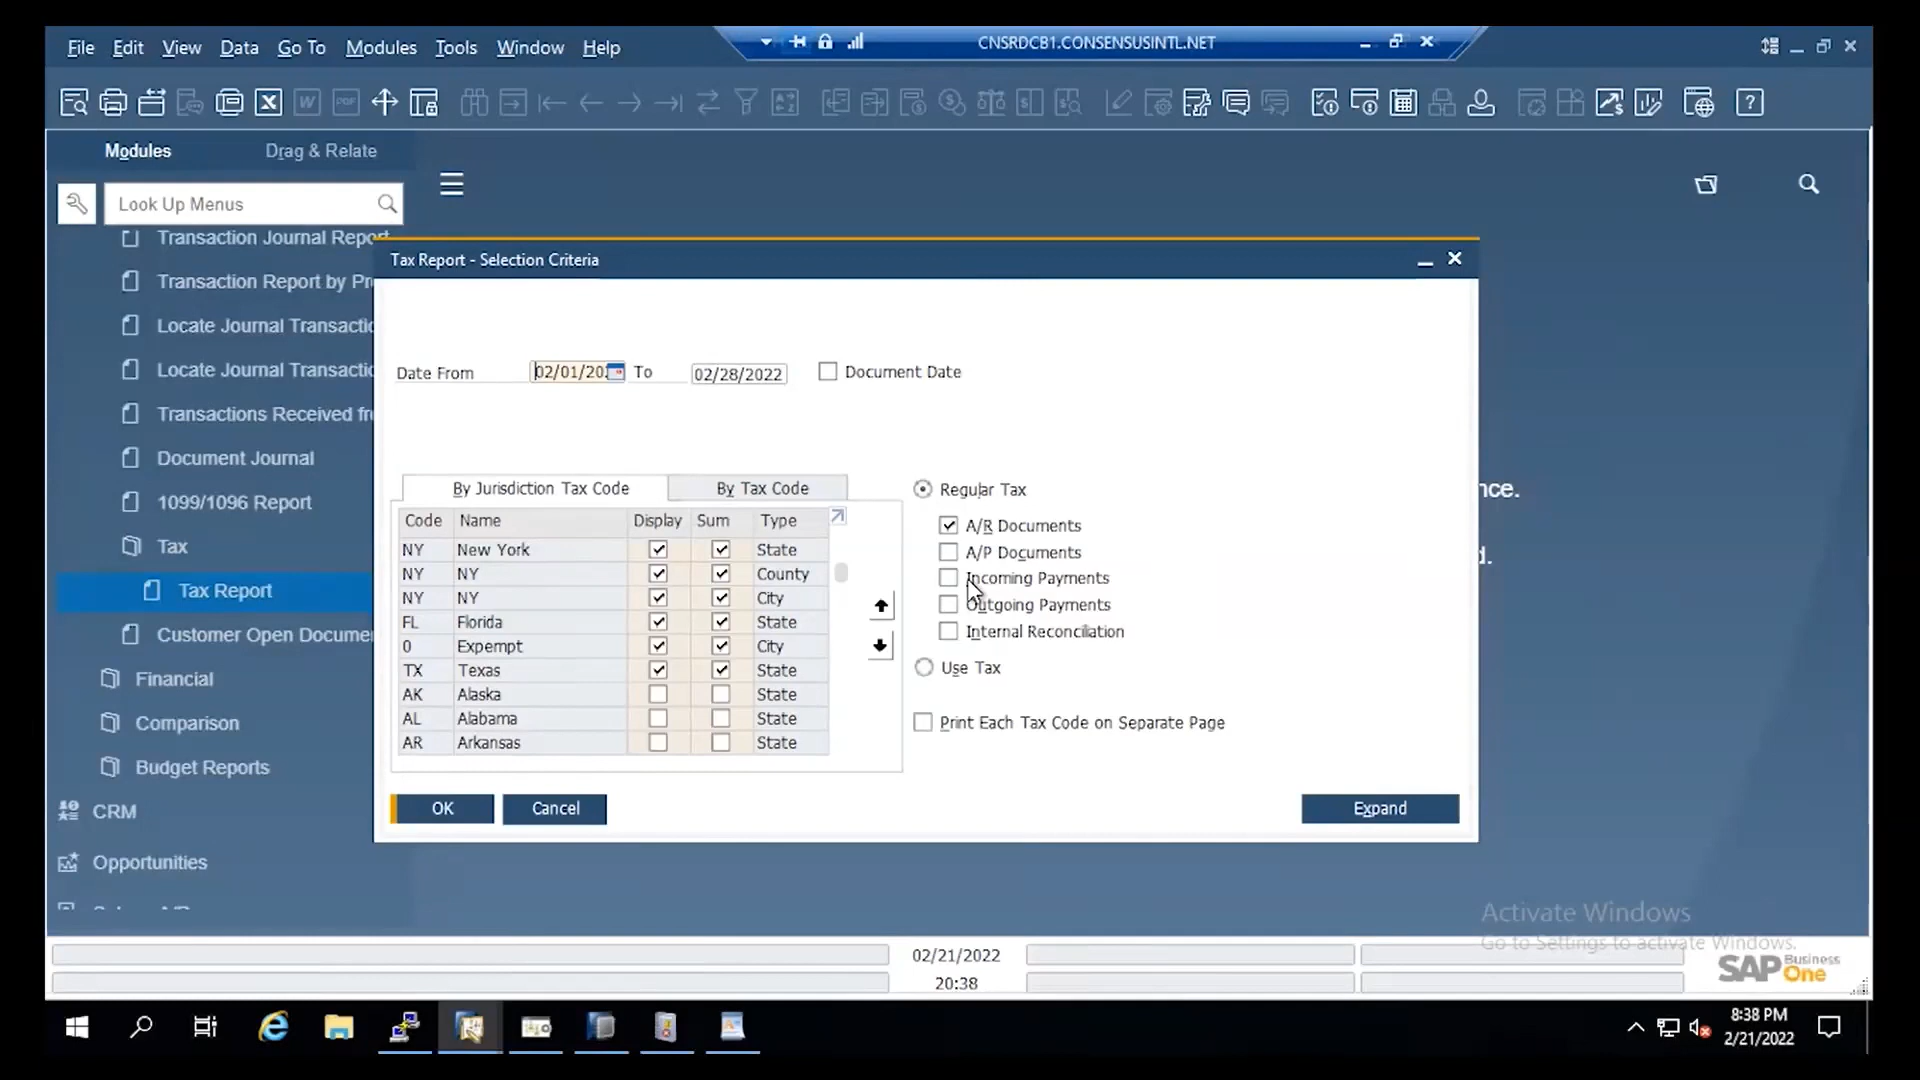 File Edit View Data Go To Modules Tools Window Help
CNSRDCB1.CONSENSUSINTL.NET
Modules Drag & Relate
Look Up Menus
Transaction Journal Report
Transaction Report by Pr
Locate Journal Transactic
Locate Journal Transactic
Transactions Received fr
Document Journal
1099/1096 Report
Tax
Tax Report
Customer Open Documer
Financial
Comparison
Budget Reports
CRM
Opportunities
Tax Report - Selection Criteria
Date From 02/01/20 To 02/28/2022 Document Date
By Jurisdiction Tax Code By Tax Code
Code Name Display Sum Type
NY New York State
NY NY County
NY NY City
FL Florida State
0 Expempt City
TX Texas State
AK Alaska State
AL Alabama State
AR Arkansas State
Regular Tax
A/R Documents
A/P Documents
Incoming Payments
Outgoing Payments
Internal Reconciliation
Use Tax
Print Each Tax Code on Separate Page
OK Cancel Expand
nce.
d.
Activate Windows
Go to Settings to activate Windows.
02/21/2022
20:38
SAP Business One
8:38 PM
2/21/2022